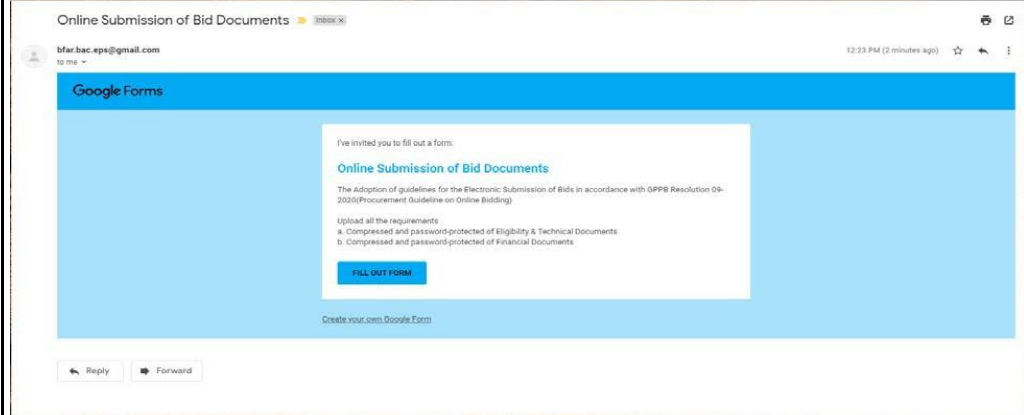 Online Submission of Bid Documents
Inbox x
bfar.bac.eps@gmail.com
12:23 PM (2 minutes ago)
to me
Google Forms
I've invited you to fill out a form:
Online Submission of Bid Documents
The Adoption of guidelines for the Electronic Submission of Bids in accordance with GPPB Resolution 09-
2020(Procurement Guideline on Online Bidding)
Upload all the requirements
a. Compressed and password-protected of Eligibility & Technical Documents
b. Compressed and password-protected of Financial Documents
FILL OUT FORM
Create your own Google Form
Reply
Forward